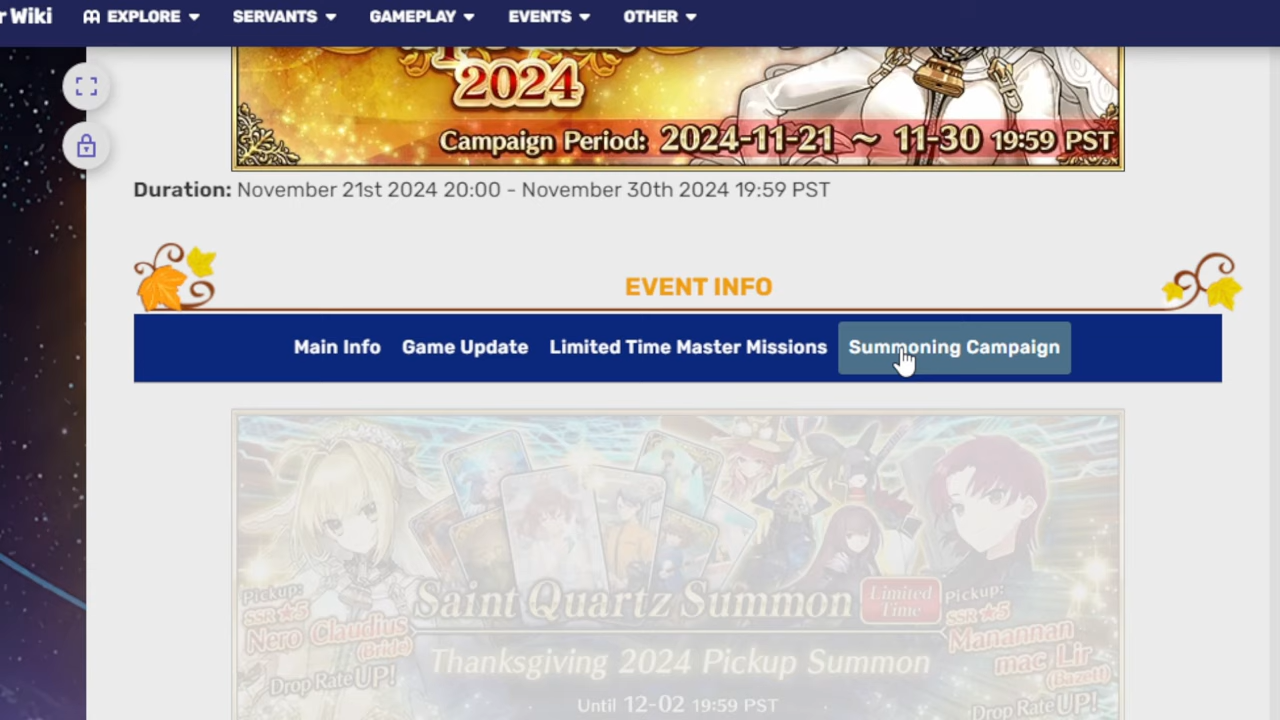 r Wiki EXPLORE SERVANTS GAMEPLAY EVENTS OTHER
2024
Campaign Period: 2024-11-21 ~ 11-30 19:59 PST
Duration: November 21st 2024 20:00 - November 30th 2024 19:59 PST
EVENT INFO
Main Info Game Update Limited Time Master Missions Summoning Campaign
Saint Quartz Summon Limited Time
Pickup: SSR ★5 Nero Claudius (Bride) Drop Rate UP!
Pickup: SSR ★5 Manannan mac Lir (Bazett) Drop Rate UP!
Thanksgiving 2024 Pickup Summon
Until 12-02 19:59 PST